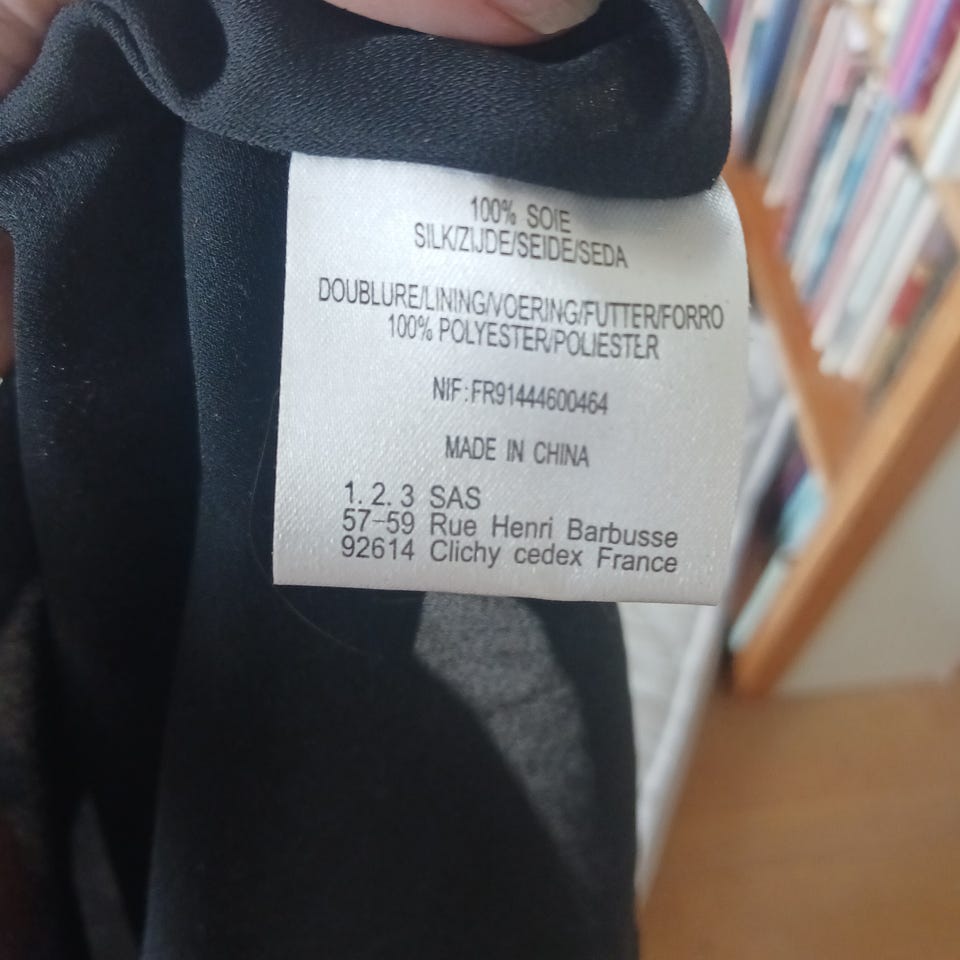 100% SOIE
SILK/ZIJDE/SEIDE/SEDA
DOUBLURE/LINING/VOERING/FUTTER/FORRO
100% POLYESTER/POLIESTER
NIF:FR91444600464
MADE IN CHINA
1.2.3 SAS
57-59 Rue Henri Barbusse
92614 Clichy cedex France